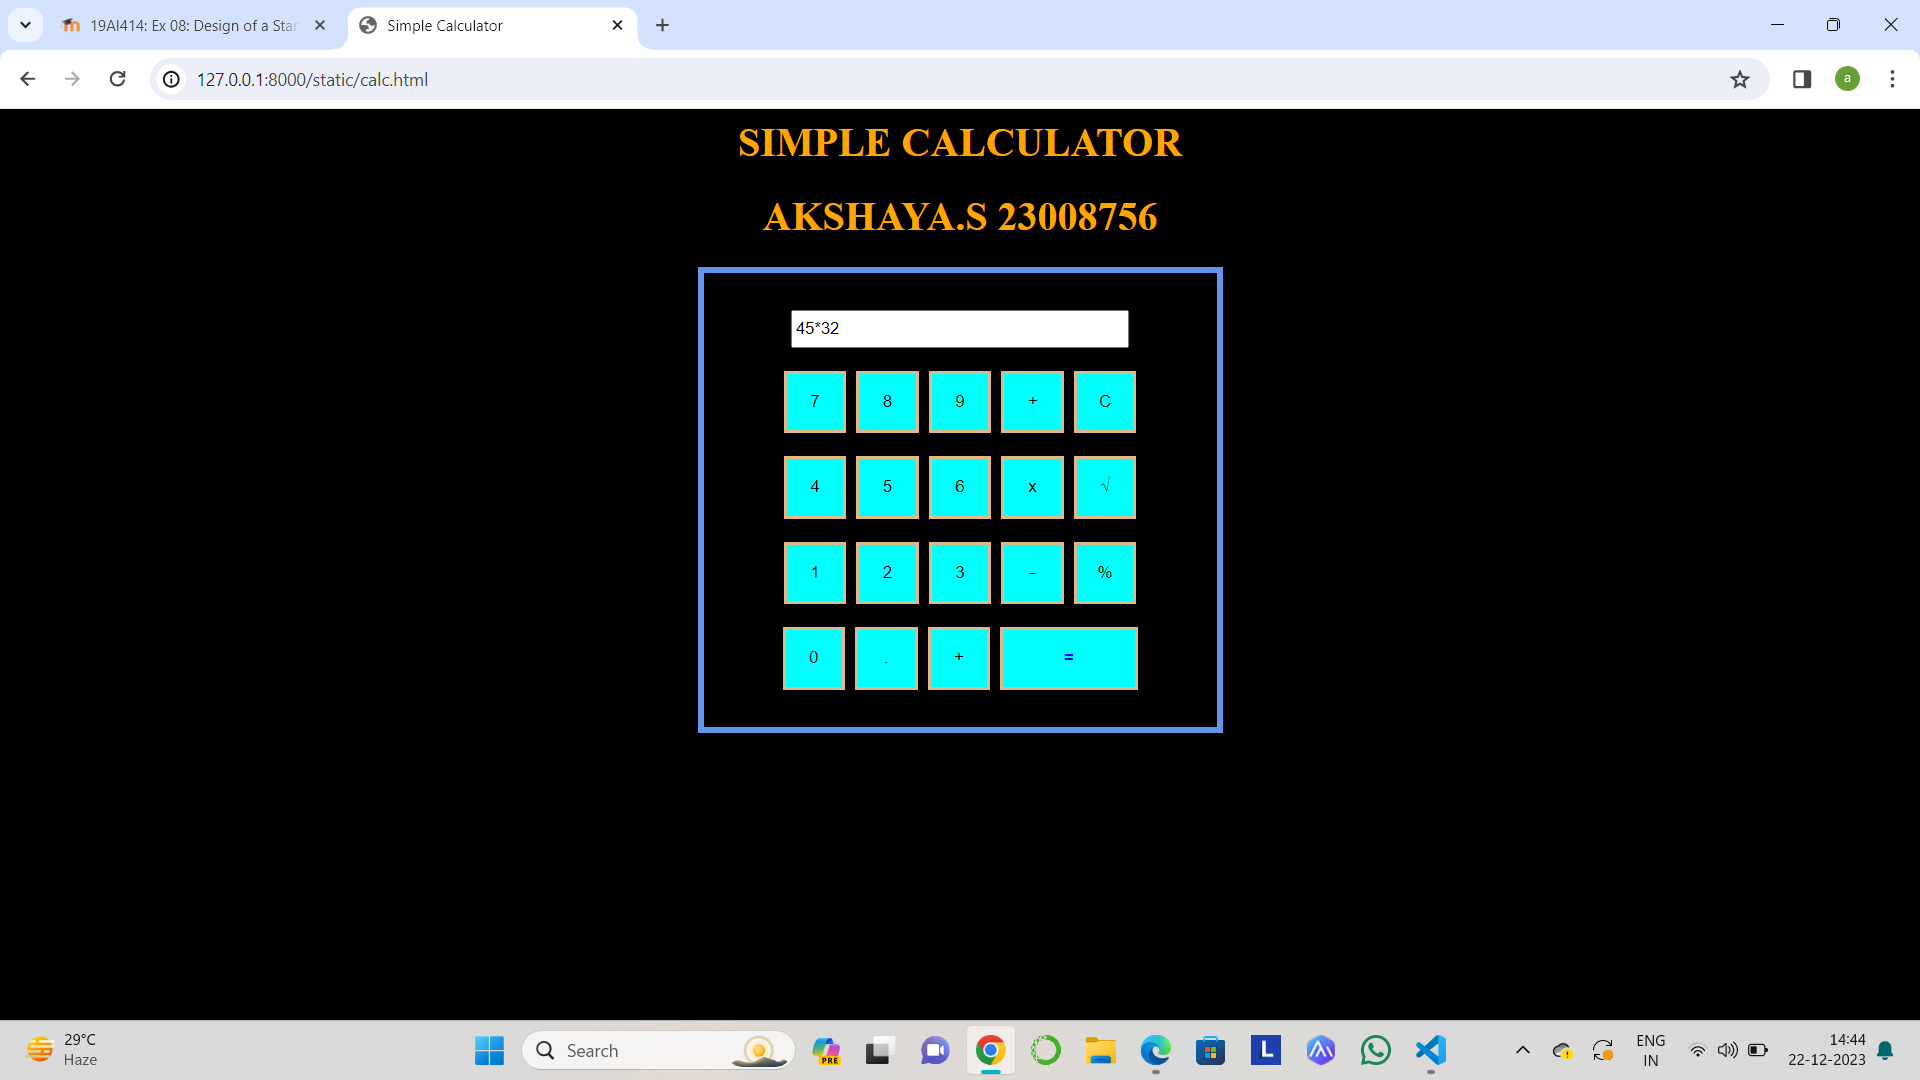 19AI414: Ex 08: Design of a Star
Simple Calculator
127.0.0.1:8000/static/calc.html
a
SIMPLE CALCULATOR
AKSHAYA.S 23008756
45*32
7 8 9 + C
4 5 6 x √
1 2 3 - %
0 . + =
29°C
Haze
Search
PRE
L
ENG
IN
14:44
22-12-2023